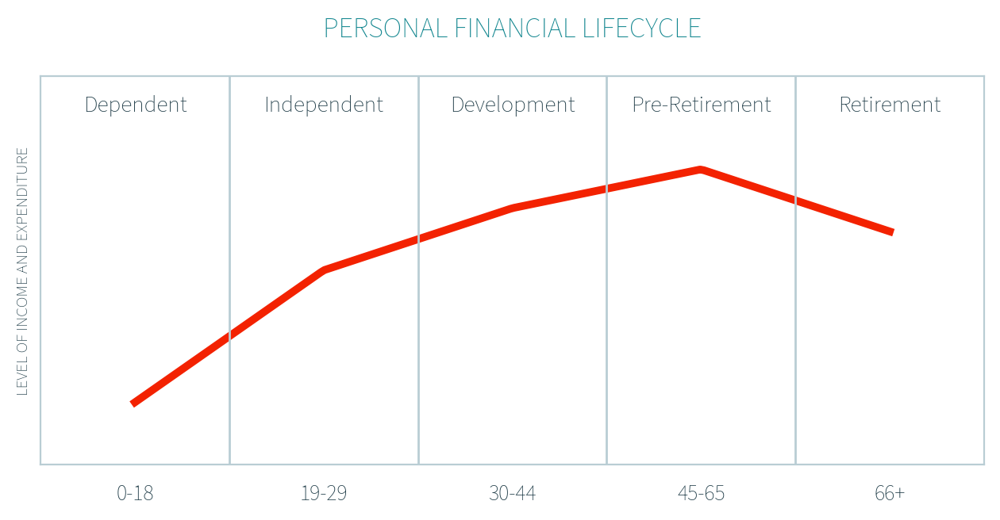 PERSONAL FINANCIAL LIFECYCLE
Dependent
Independent
Development
Pre-Retirement
Retirement
LEVEL OF INCOME AND EXPENDITURE
0-18
19-29
30-44
45-65
66+